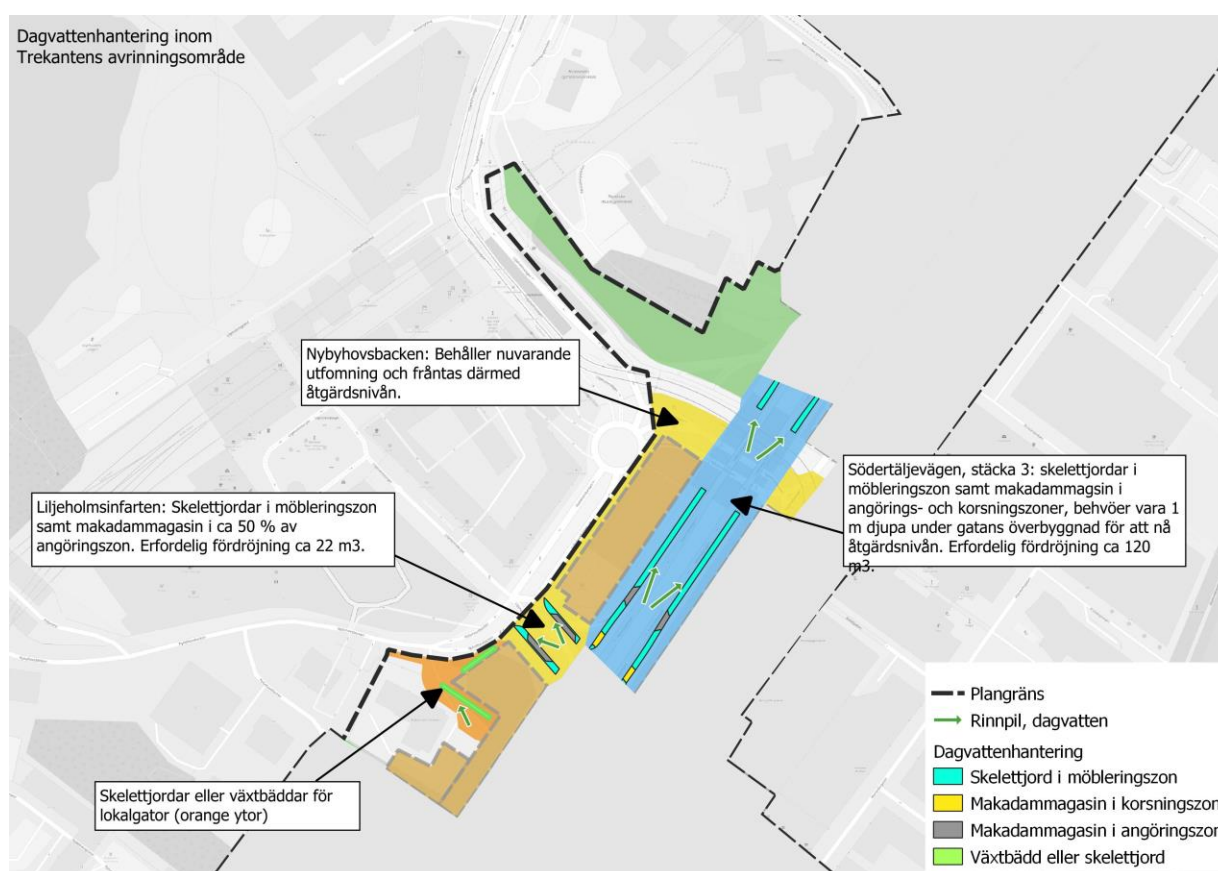 Dagvattenhantering inom
Trekantens avrinningsområde
Nybyhovsbacken: Behåller nuvarande
utfomning och fråntas därmed
åtgärdsnivån.
Liljeholmsinfarten: Skelettjordar i möbleringszon
samt makadammagasin i ca 50 % av
angöringszon. Erfordelig fördröjning ca 22 m3.
Södertäljevägen, stäcka 3: skelettjordar i
möbleringszon samt makadammagsin i
angörings- och korsningszoner, behvöer vara 1
m djupa under gatans överbyggnad för att nå
åtgärdsnivån. Erfordelig fördröjning ca 120
m3.
Skelettjordar eller växtbäddar för
lokalgator (orange ytor)
Plangräns
Rinnpil, dagvatten
Dagvattenhantering
Skelettjord i möbleringszon
Makadammagasin i korsningszon
Makadammagasin i angöringszon
Växtbädd eller skelettjord